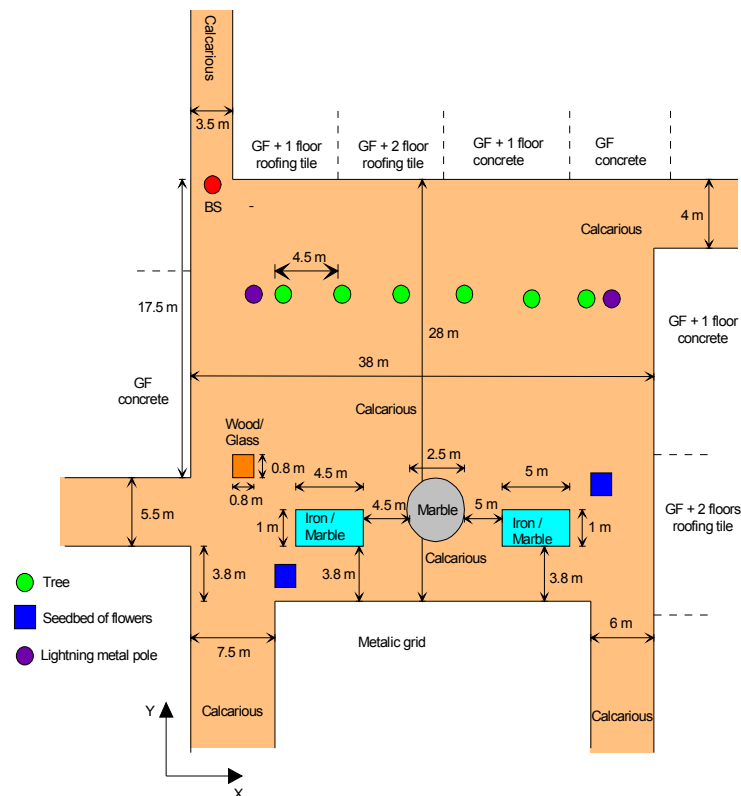 Calcarious
3.5 m
GF + 1 floor
roofing tile
GF + 2 floor
roofing tile
GF + 1 floor
concrete
GF
concrete
BS
-
Calcarious
4 m
4.5 m
17.5 m
28 m
GF + 1 floor
concrete
38 m
GF
concrete
Calcarious
Wood/
Glass
0.8 m
0.8 m
4.5 m
2.5 m
5 m
5.5 m
1 m
Iron /
Marble
4.5 m
Marble
5 m
Iron /
Marble
1 m
GF + 2 floors
roofing tile
Calcarious
3.8 m
3.8 m
3.8 m
Tree
Seedbed of flowers
Lightning metal pole
7.5 m
Metalic grid
6 m
Calcarious
Calcarious
Y
X